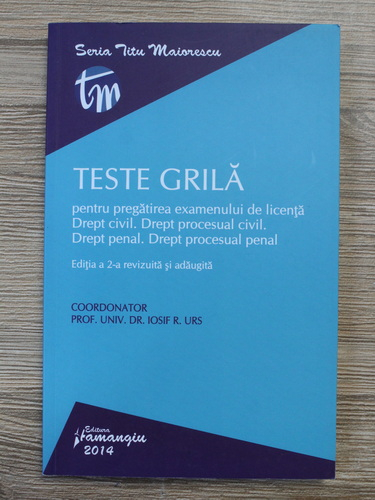 Seria Titu Maiorescu
tm
TESTE GRILĂ
pentru pregătirea examenului de licență
Drept civil. Drept procesual civil.
Drept penal. Drept procesual penal
Ediția a 2-a revizuită și adăugită
COORDONATOR
PROF. UNIV. DR. IOSIF R. URS
Editura
Hamangiu
2014